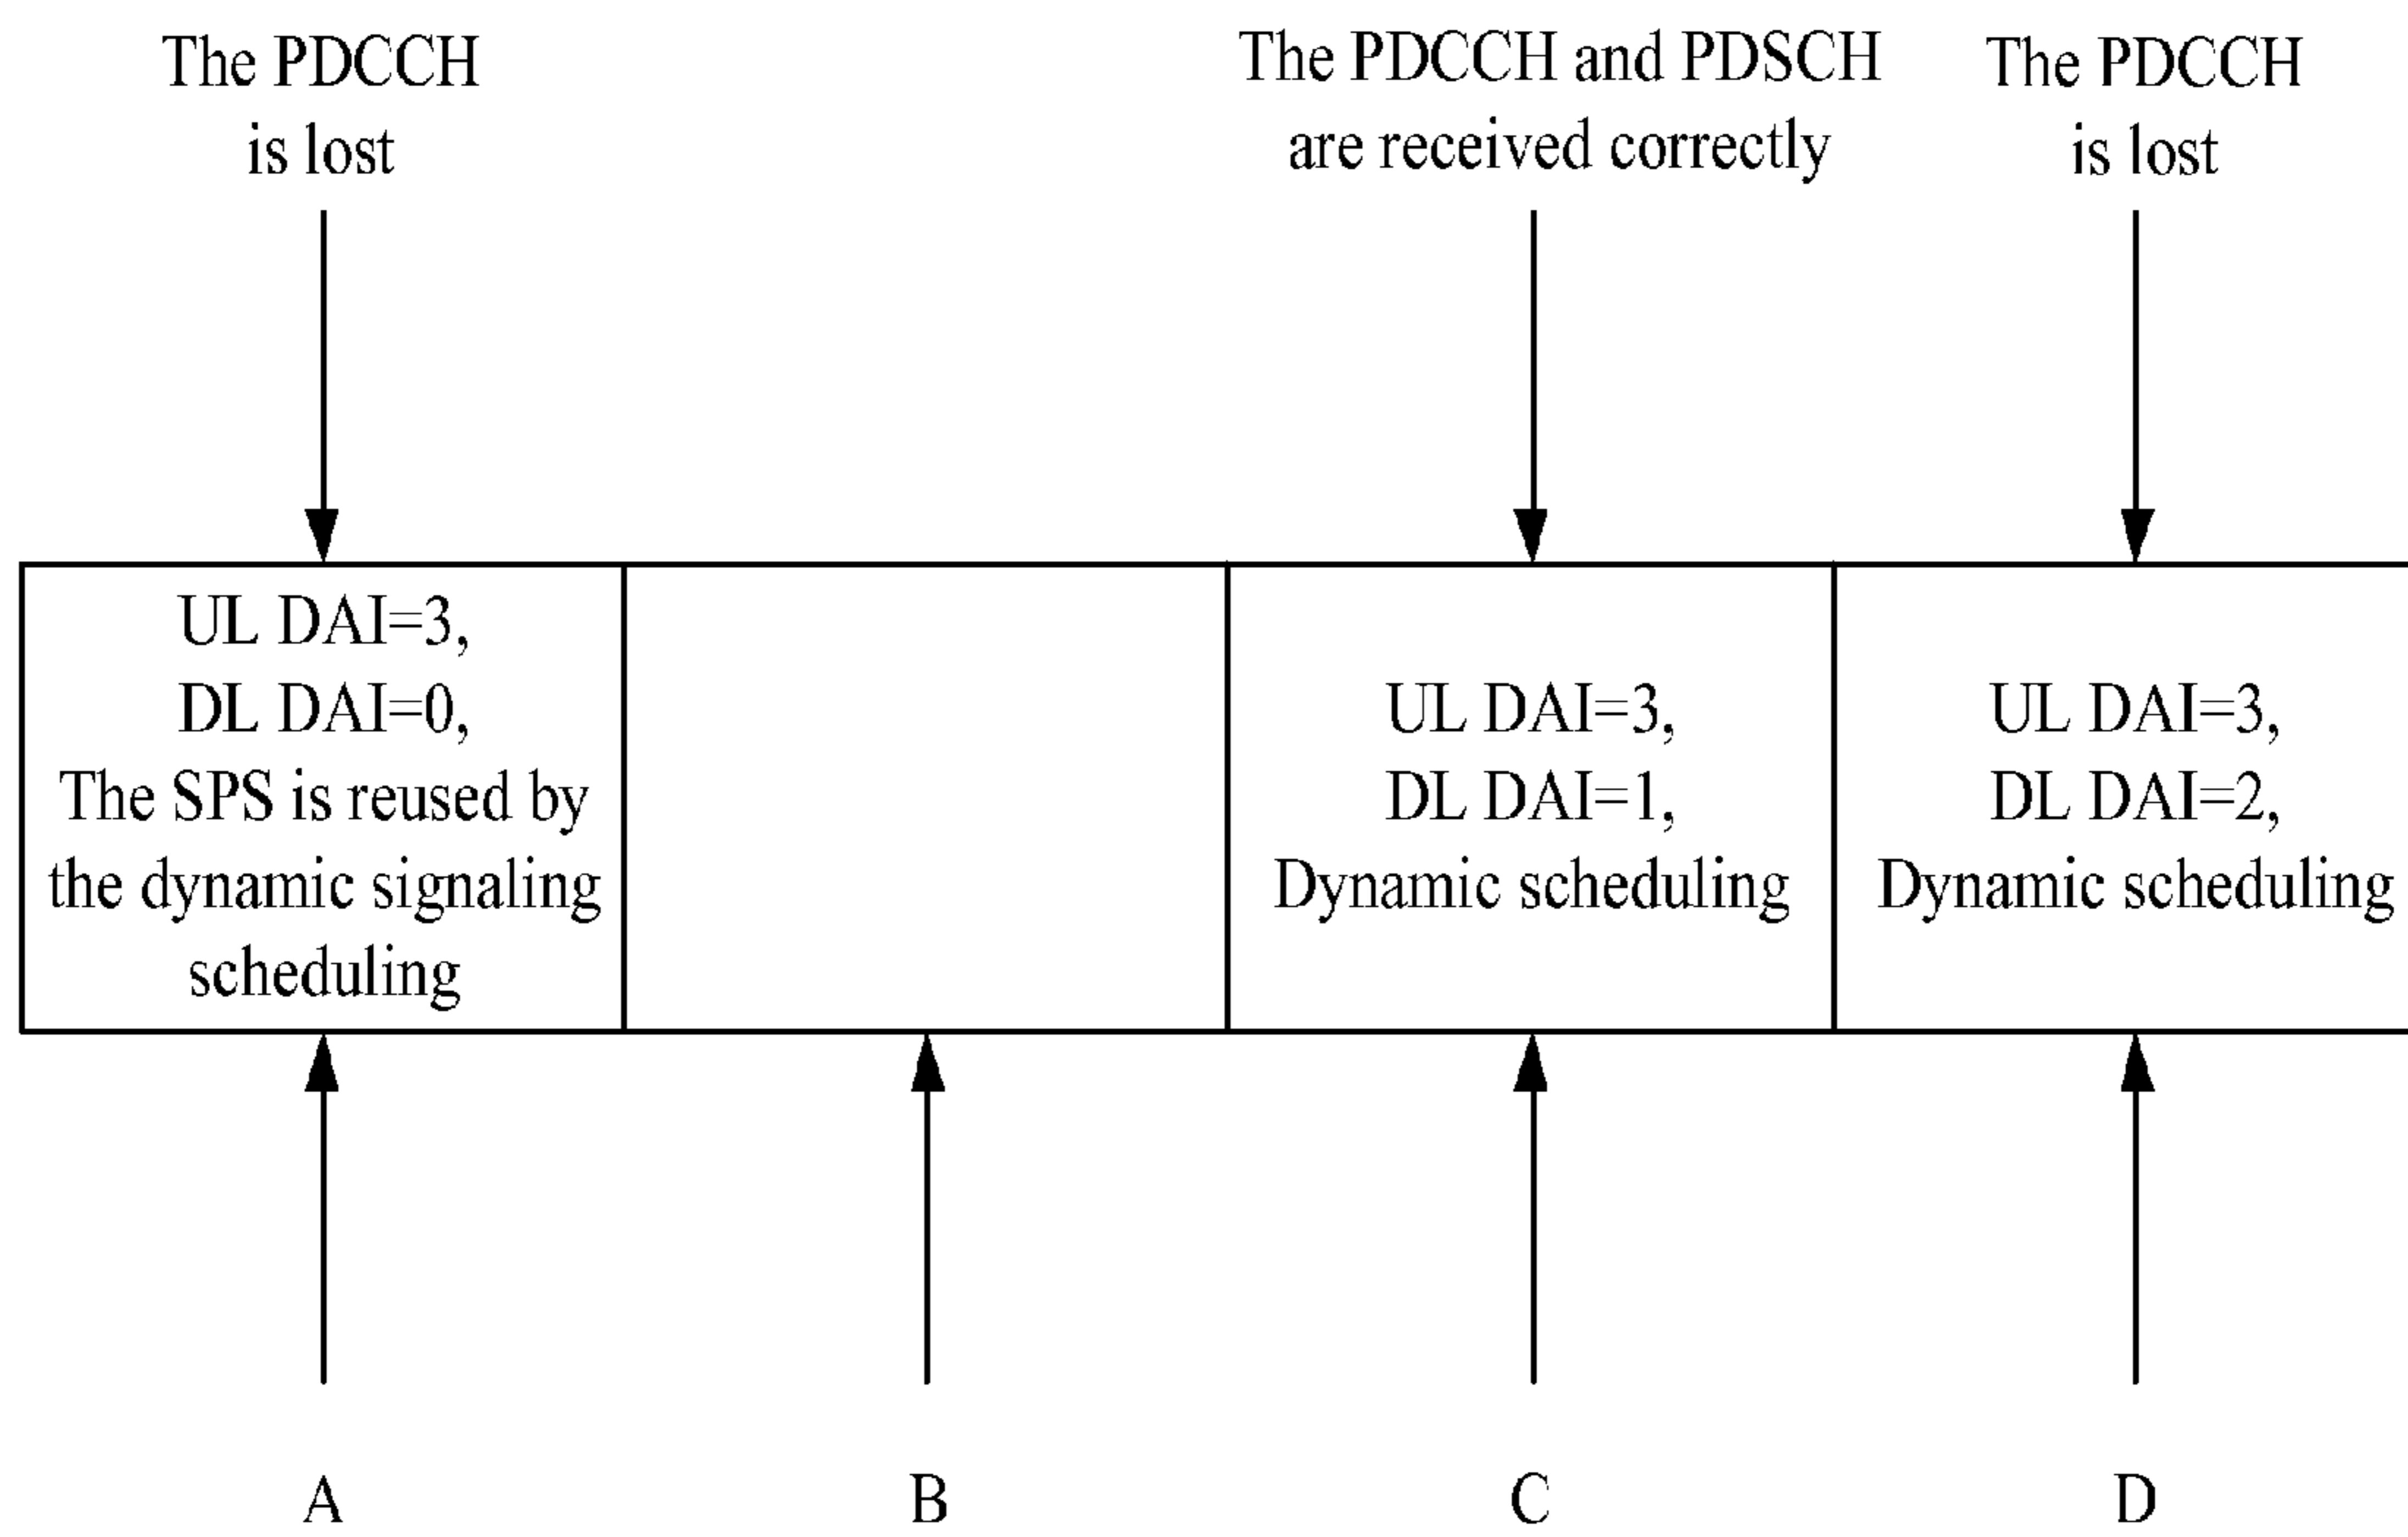 The PDCCH
is lost
The PDCCH and PDSCH
are received correctly
The PDCCH
is lost
UL DAI=3,
DL DAI=0,
The SPS is reused by
the dynamic signaling
scheduling
UL DAI=3,
DL DAI=1,
Dynamic scheduling
UL DAI=3,
DL DAI=2,
Dynamic scheduling
A
B
C
D